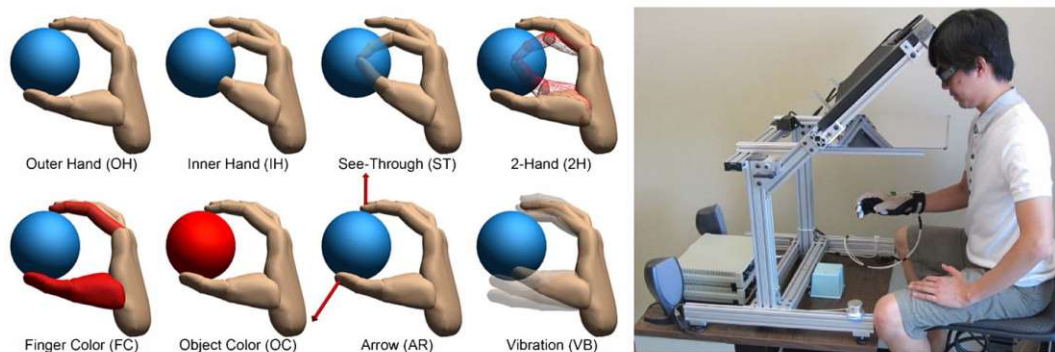 Outer Hand (OH)
Inner Hand (IH)
See-Through (ST)
2-Hand (2H)
Finger Color (FC)
Object Color (OC)
Arrow (AR)
Vibration (VB)